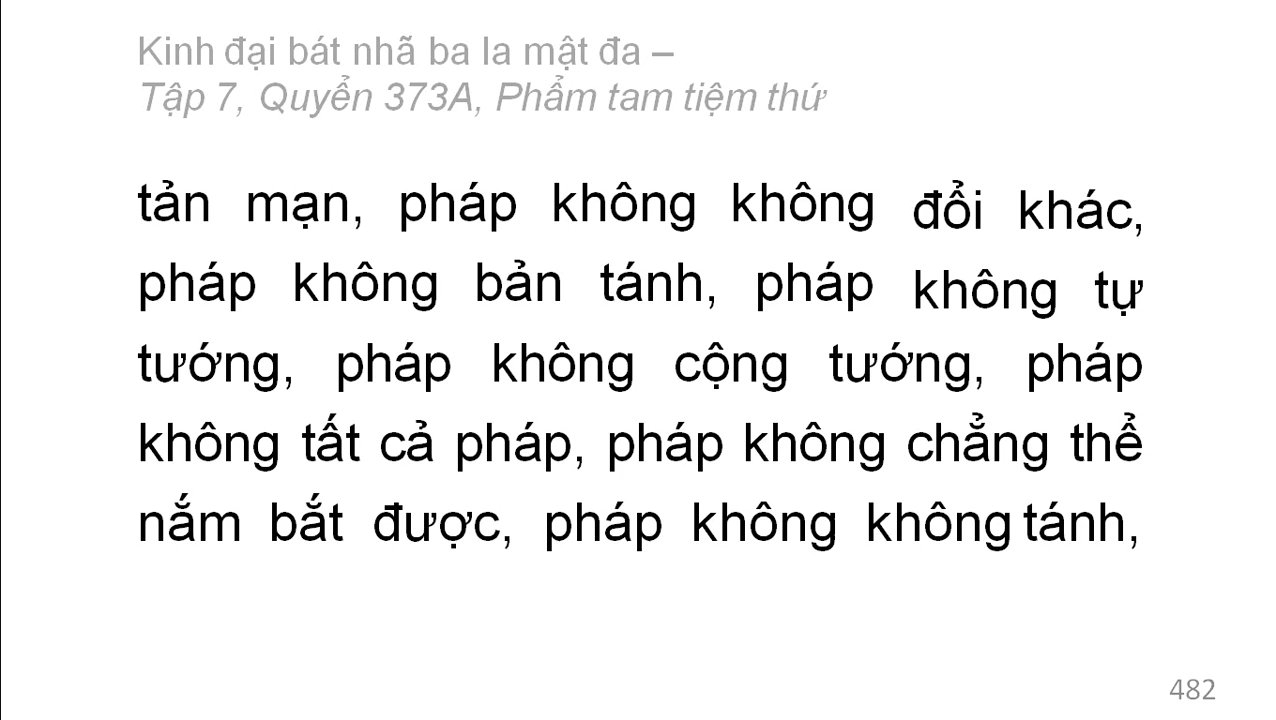 Kinh đại bát nhã ba la mật đa –
Tập 7, Quyển 373A, Phẩm tam tiệm thứ
tản mạn, pháp không không đổi khác,
pháp không bản tánh, pháp không tự
tướng, pháp không cộng tướng, pháp
không tất cả pháp, pháp không chẳng thể
nắm bắt được, pháp không không tánh,
482